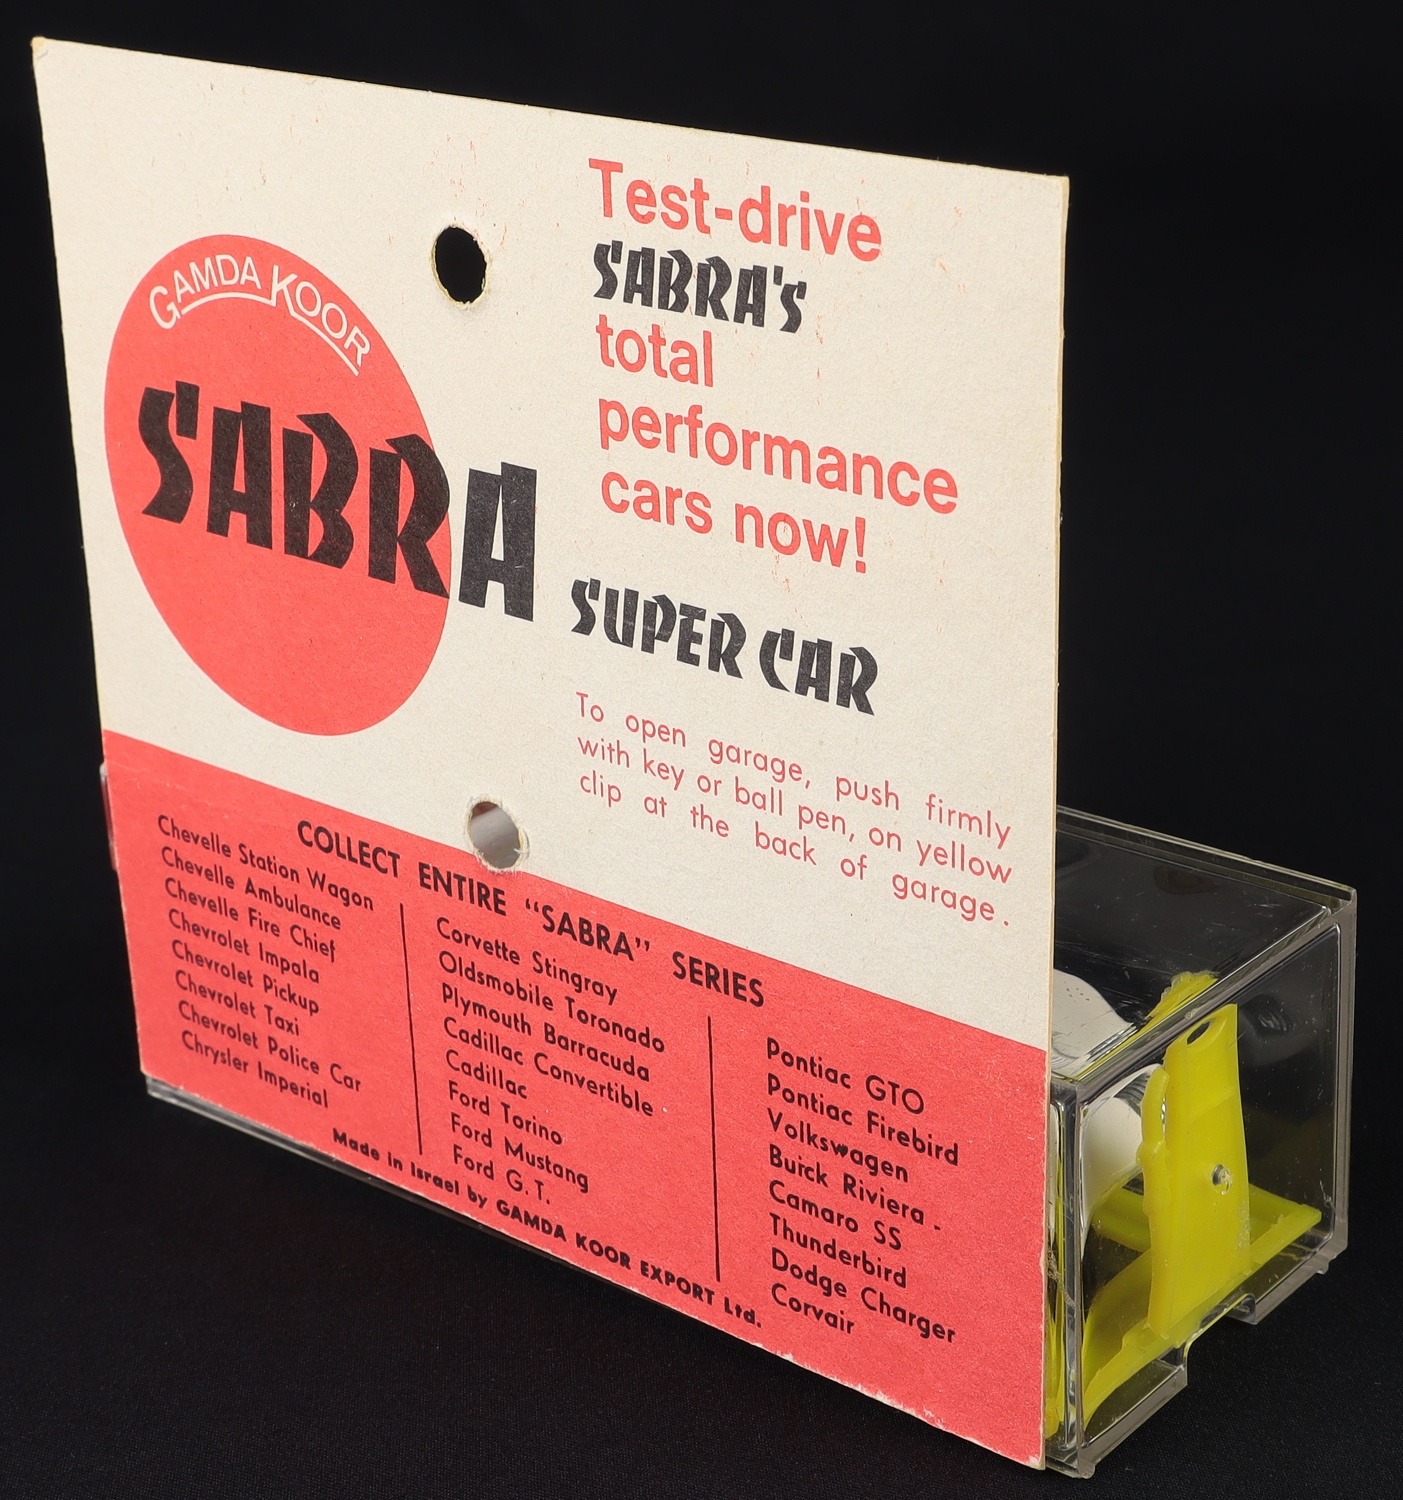 GAMDA KOOR
SABRA
Test-drive
SABRA'S
total
performance
cars now!
SUPER CAR
To open garage, push firmly
with key or ball pen, on yellow
clip at the back of garage.
COLLECT ENTIRE "SABRA" SERIES
Chevelle Station Wagon
Chevelle Ambulance
Chevelle Fire Chief
Chevrolet Impala
Chevrolet Pickup
Chevrolet Taxi
Chevrolet Police Car
Chrysler Imperial
Corvette Stingray
Oldsmobile Toronado
Plymouth Barracuda
Cadillac Convertible
Cadillac
Ford Torino
Ford Mustang
Ford G.T.
Pontiac GTO
Pontiac Firebird
Volkswagen
Buick Riviera
Camaro SS
Thunderbird
Dodge Charger
Corvair
Made in Israel by GAMDA KOOR EXPORT Ltd.